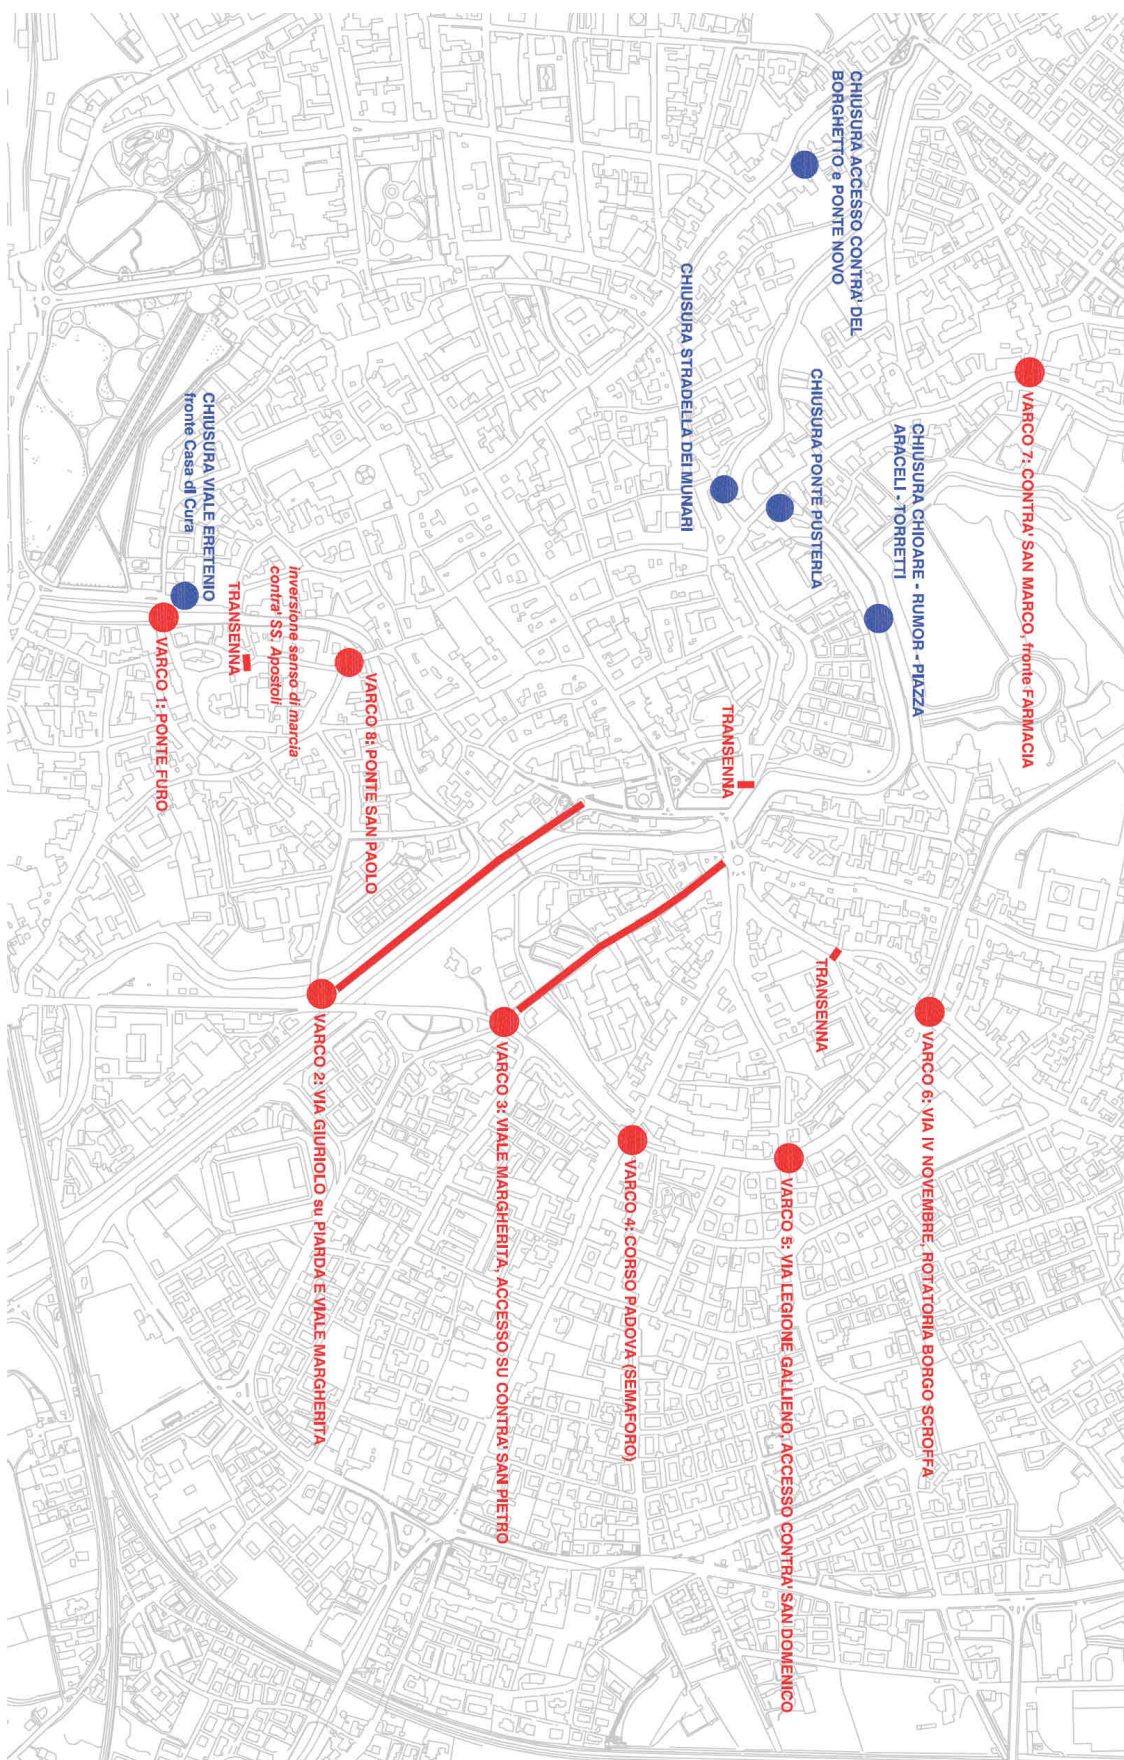 CHIUSURA ACCESSO CONTRA' DEL
BORGHETTO e PONTE NOVO
VARCO 7: CONTRA' SAN MARCO, fronte FARMACIA
CHIUSURA CHIOARE - RUMOR - PIAZZA
ARACELI - TORRETTI
CHIUSURA PONTE PUSTERLA
CHIUSURA STRADELLA DEI MUNARI
TRANSENNA
TRANSENNA
VARCO 6: VIA IV NOVEMBRE, ROTATORIA BORGO SCROFFA
VARCO 5: VIA LEGIONE GALLIENO, ACCESSO CONTRA' SAN DOMENICO
VARCO 4: CORSO PADOVA (SEMAFORO)
VARCO 3: VIALE MARGHERITA, ACCESSO SU CONTRA' SAN PIETRO
VARCO 8: PONTE SAN PAOLO
VARCO 2: VIA GIURIOLO su PIARDA E VIALE MARGHERITA
inversione senso di marcia
contra' SS. Apostoli
TRANSENNA
CHIUSURA VIALE ERETENIO
fronte Casa di Cura
VARCO 1: PONTE FURO